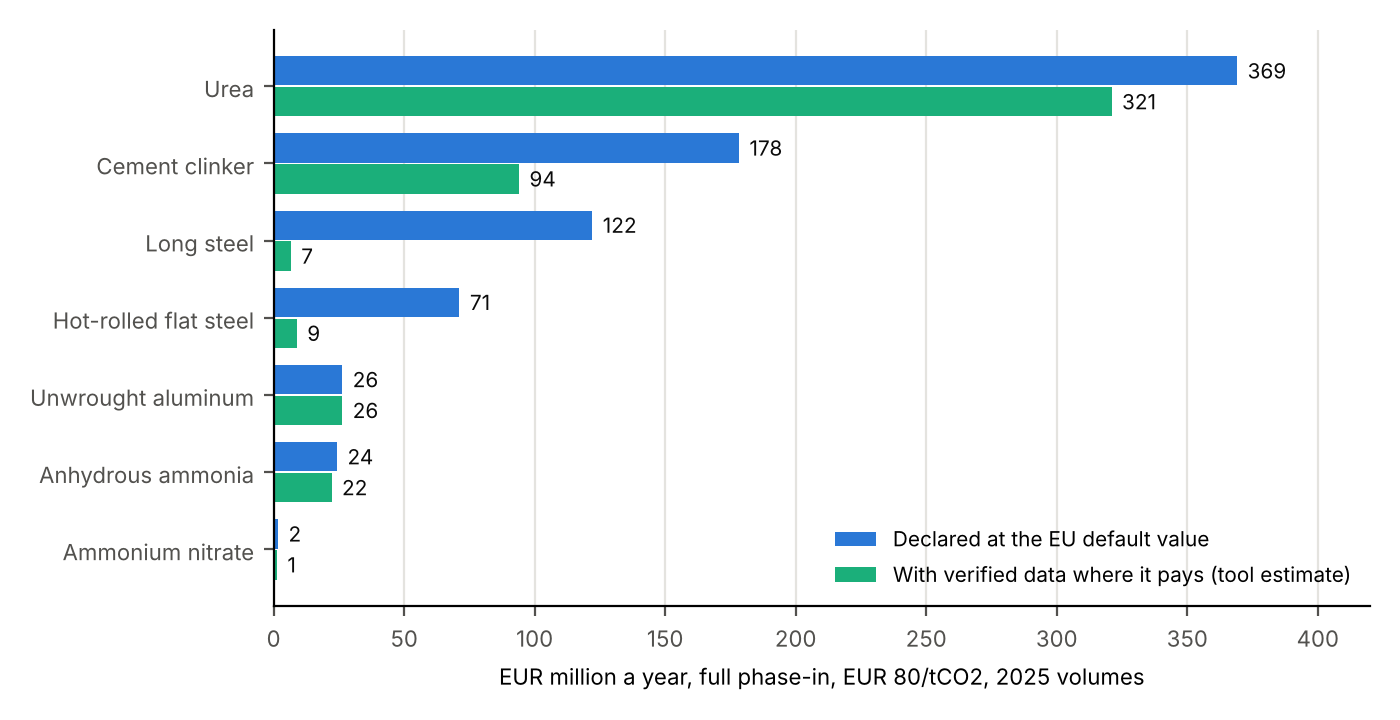 Urea
369
321
Cement clinker
178
94
Long steel
122
7
Hot-rolled flat steel
71
9
Unwrought aluminum
26
26
Anhydrous ammonia
24
22
Ammonium nitrate
2
1
Declared at the EU default value
With verified data where it pays (tool estimate)
0 50 100 150 200 250 300 350 400
EUR million a year, full phase-in, EUR 80/tCO2, 2025 volumes